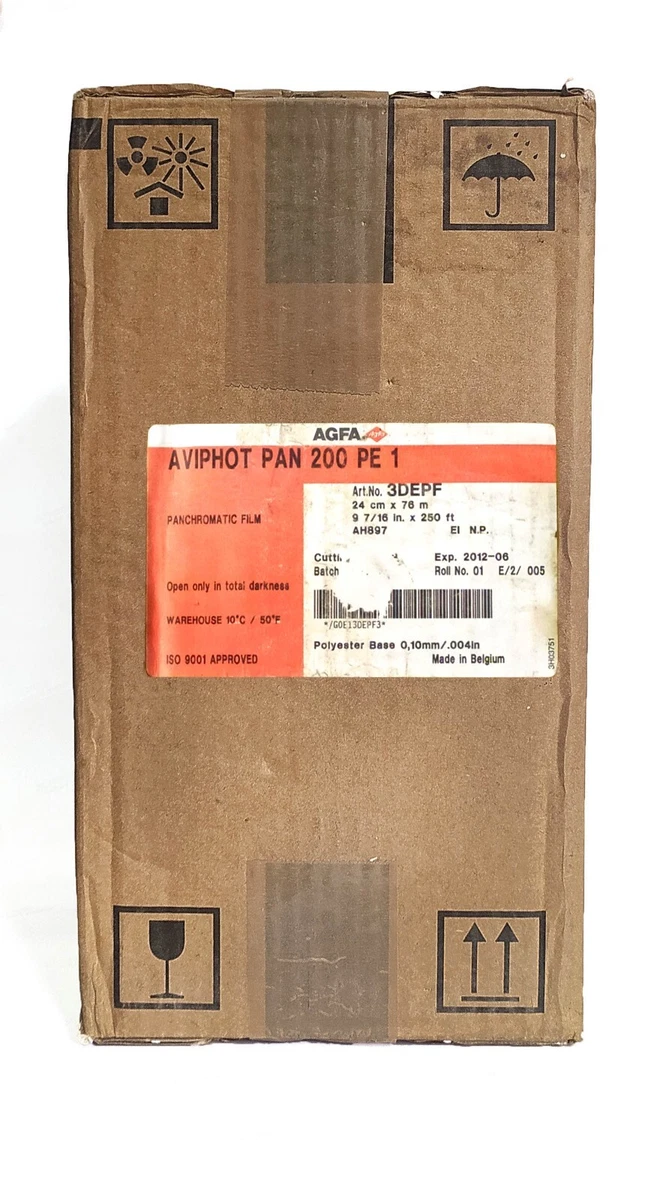 AGFA
AVIPHOT PAN 200 PE 1
Art.No. 3DEPF
24 cm x 76 m
9 7/16 in. x 250 ft
PANCHROMATIC FILM
AH897 EI N.P.
Exp. 2012-06
Batch Roll No. 01 E/2/ 005
Open only in total darkness
WAREHOUSE 10°C / 50°F
*/G0E13DEPF3*
Polyester Base 0,10mm/.004in
ISO 9001 APPROVED
Made in Belgium
3H03751